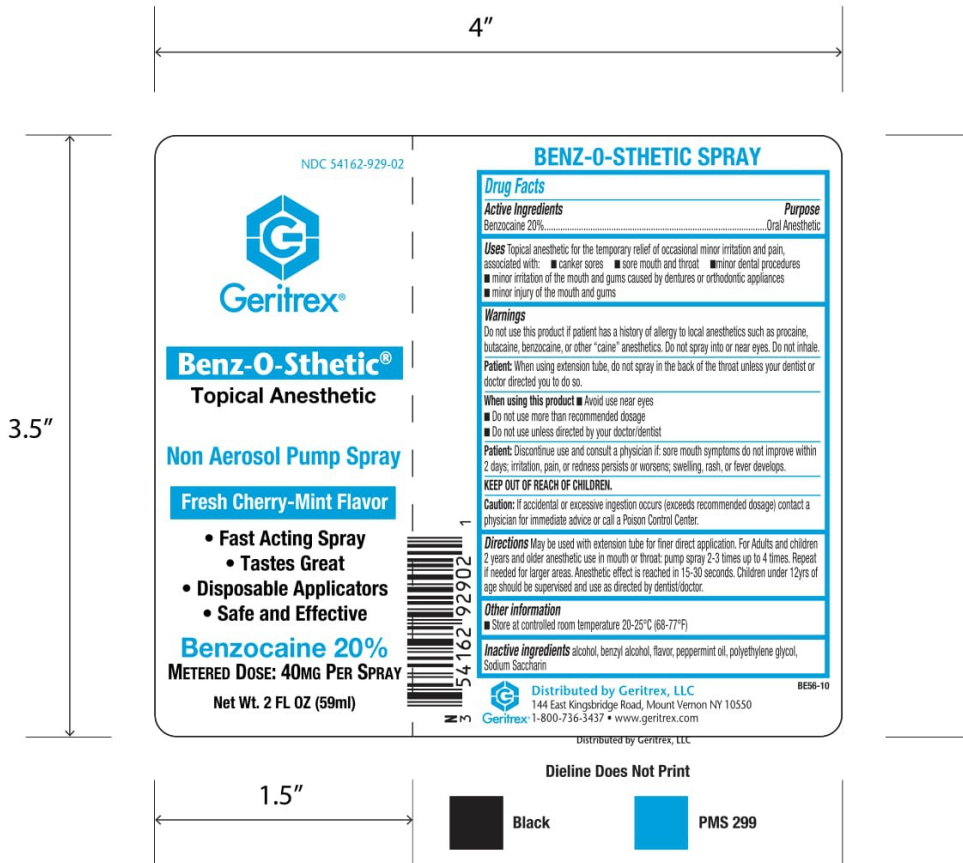 4”
3.5”
NDC 54162-929-02
G
Geritrex®
Benz-O-Sthetic®
Topical Anesthetic
Non Aerosol Pump Spray
Fresh Cherry-Mint Flavor
• Fast Acting Spray
• Tastes Great
• Disposable Applicators
• Safe and Effective
Benzocaine 20%
METERED DOSE: 40MG PER SPRAY
Net Wt. 2 FL OZ (59ml)
N
3 54162 92902 1
BENZ-O-STHETIC SPRAY
Drug Facts
Active Ingredients Purpose
Benzocaine 20%..........Oral Anesthetic
Uses Topical anesthetic for the temporary relief of occasional minor irritation and pain,
associated with: ■ canker sores ■ sore mouth and throat ■minor dental procedures
■ minor irritation of the mouth and gums caused by dentures or orthodontic appliances
■ minor injury of the mouth and gums
Warnings
Do not use this product if patient has a history of allergy to local anesthetics such as procaine,
butacaine, benzocaine, or other “caine” anesthetics. Do not spray into or near eyes. Do not inhale.
Patient: When using extension tube, do not spray in the back of the throat unless your dentist or
doctor directed you to do so.
When using this product ■ Avoid use near eyes
■ Do not use more than recommended dosage
■ Do not use unless directed by your doctor/dentist
Patient: Discontinue use and consult a physician if: sore mouth symptoms do not improve within
2 days; irritation, pain, or redness persists or worsens; swelling, rash, or fever develops.
KEEP OUT OF REACH OF CHILDREN.
Caution: If accidental or excessive ingestion occurs (exceeds recommended dosage) contact a
physician for immediate advice or call a Poison Control Center.
Directions May be used with extension tube for finer direct application. For Adults and children
2 years and older anesthetic use in mouth or throat: pump spray 2-3 times up to 4 times. Repeat
if needed for larger areas. Anesthetic effect is reached in 15-30 seconds. Children under 12yrs of
age should be supervised and use as directed by dentist/doctor.
Other information
■ Store at controlled room temperature 20-25°C (68-77°F)
Inactive ingredients alcohol, benzyl alcohol, flavor, peppermint oil, polyethylene glycol,
Sodium Saccharin
BE56-10
G
Geritrex®
Distributed by Geritrex, LLC
144 East Kingsbridge Road, Mount Vernon NY 10550
1-800-736-3437 • www.geritrex.com
Distributed by Geritrex, LLC
Dieline Does Not Print
1.5”
Black
PMS 299